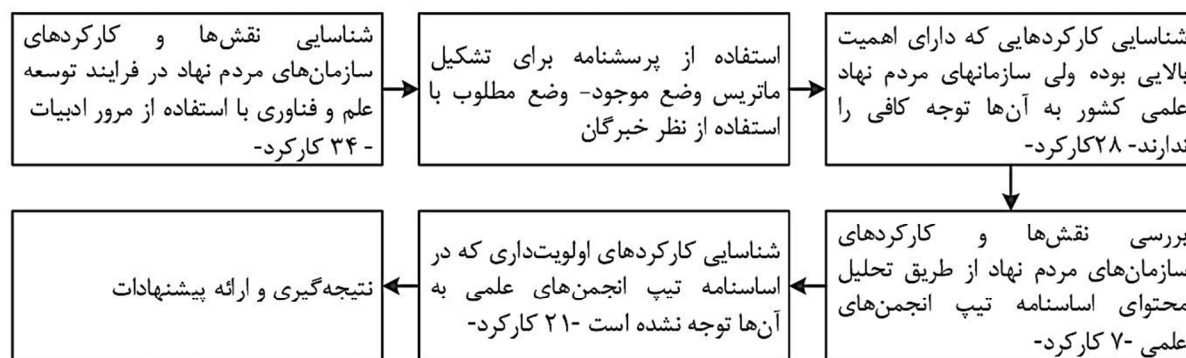 شناسایی نقش‌ها و کارکردهای
سازمان‌های مردم نهاد در فرایند توسعه
علم و فناوری با استفاده از مرور ادبیات
- ۳۴ کارکرد-
استفاده از پرسشنامه برای تشکیل
ماتریس وضع موجود- وضع مطلوب با
استفاده از نظر خبرگان
شناسایی کارکردهایی که دارای اهمیت
بالایی بوده ولی سازمانهای مردم نهاد
علمی کشور به آن‌ها توجه کافی را
ندارند- ۲۸کارکرد-
بررسی نقش‌ها و کارکردهای
سازمان‌های مردم نهاد از طریق تحلیل
محتوای اساسنامه تیپ انجمن‌های
علمی -۷ کارکرد-
شناسایی کارکردهای اولویت‌داری که در
اساسنامه تیپ انجمن‌های علمی به
آن‌ها توجه نشده است -۲۱ کارکرد-
نتیجه‌گیری و ارائه پیشنهادات